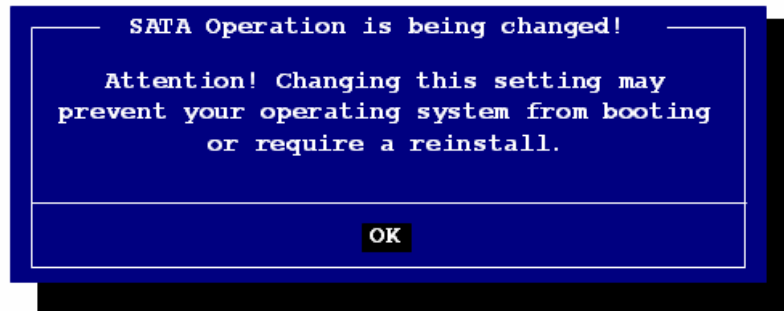 SATA Operation is being changed!
Attention! Changing this setting may
prevent your operating system from booting
or require a reinstall.
OK